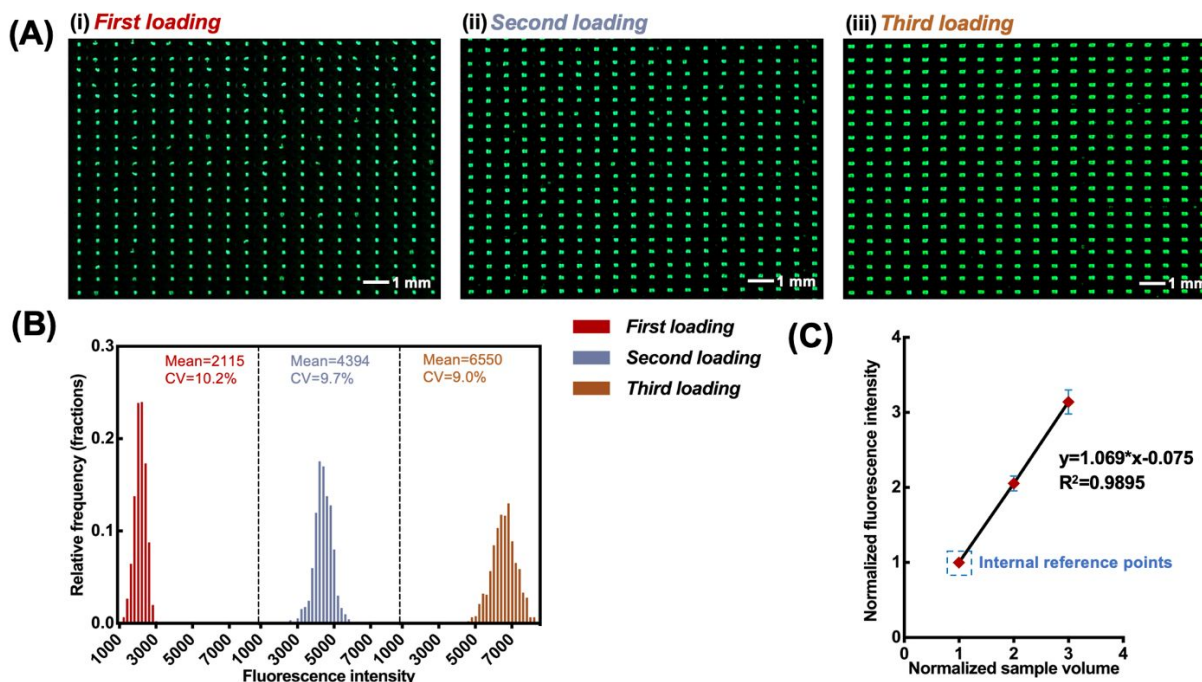 (A)
(i) First loading
(ii) Second loading
(iii) Third loading
1 mm
1 mm
1 mm
(B)
0.3
0.2
0.1
0.0
Relative frequency (fractions)
Mean=2115
CV=10.2%
Mean=4394
CV=9.7%
Mean=6550
CV=9.0%
1000
3000
5000
7000
1000
3000
5000
7000
1000
3000
5000
7000
Fluorescence intensity
First loading
Second loading
Third loading
(C)
4
3
2
1
0
Normalized fluorescence intensity
y=1.069*x-0.075
R²=0.9895
Internal reference points
0
1
2
3
4
Normalized sample volume